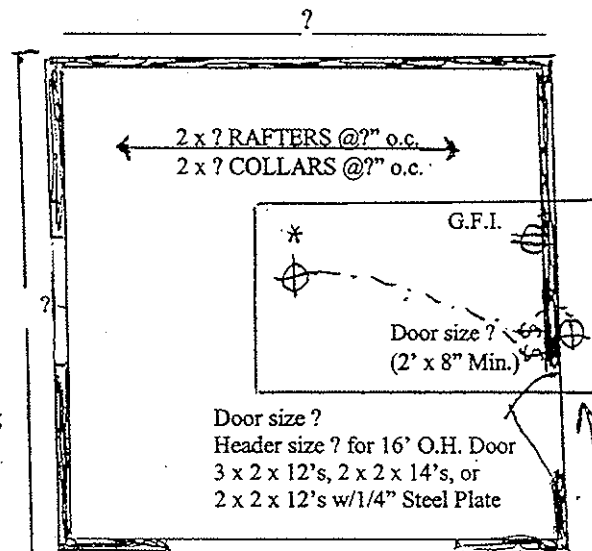 ?
2 x ? RAFTERS @?” o.c.
2 x ? COLLARS @?” o.c.
G.F.I.
*
?
$
$
Door size ?
(2’ x 8” Min.)
Door size ?
Header size ? for 16’ O.H. Door
3 x 2 x 12’s, 2 x 2 x 14’s, or
2 x 2 x 12’s w/1/4” Steel Plate